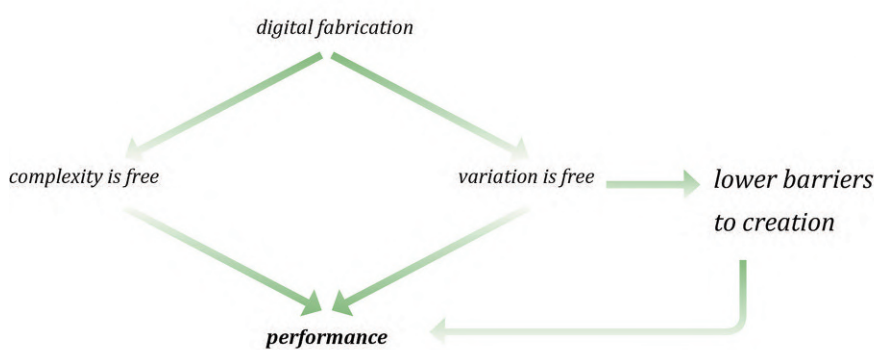 digital fabrication
complexity is free
variation is free
lower barriers
to creation
performance